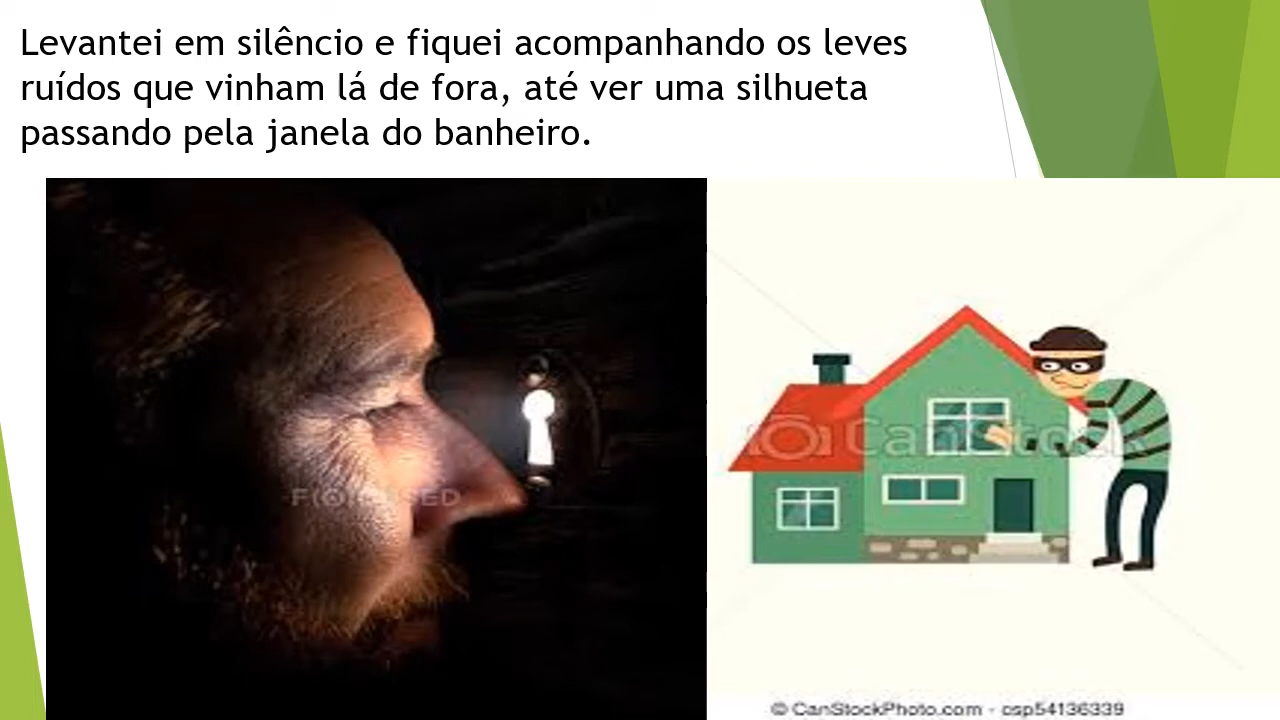 Levantei em silêncio e fiquei acompanhando os leves
ruídos que vinham lá de fora, até ver uma silhueta
passando pela janela do banheiro.
CanStock
© CanStockPhoto.com - csp54136339